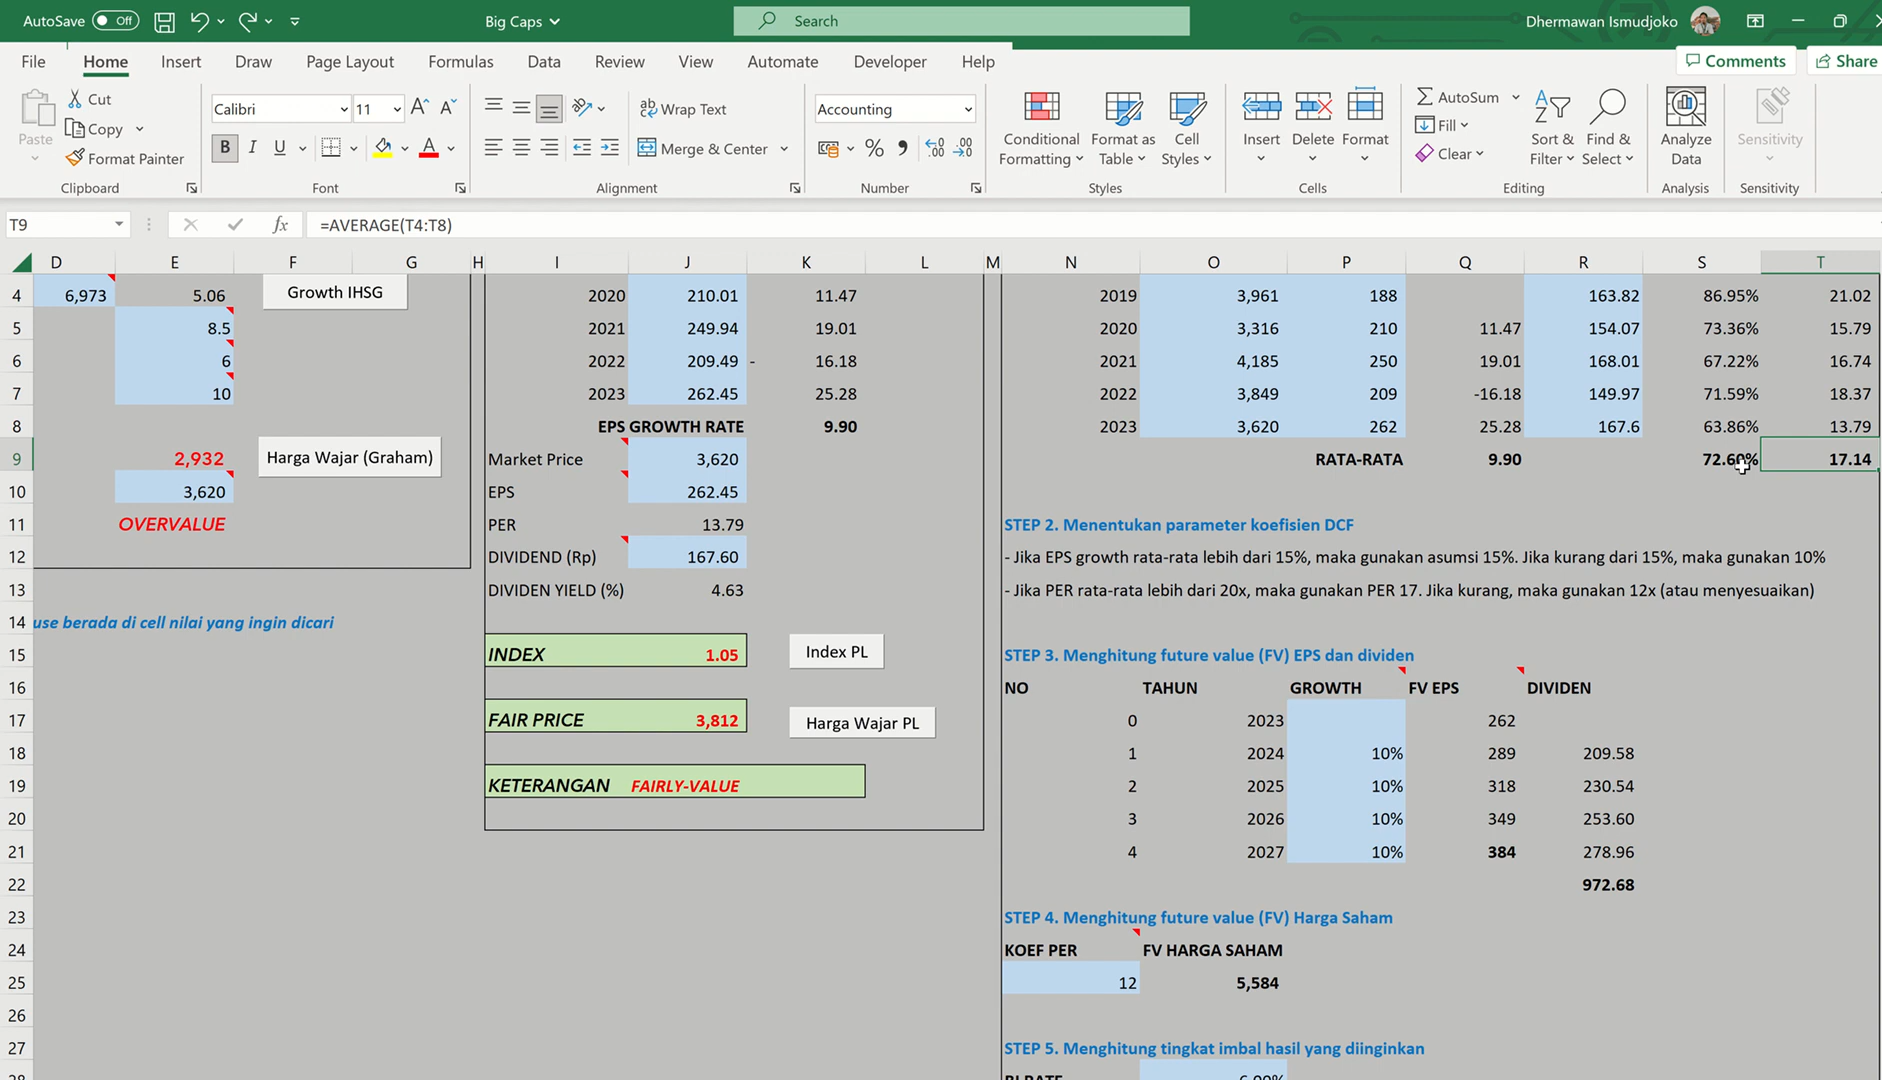 AutoSave Off Big Caps Search Dhermawan Ismudjoko
File Home Insert Draw Page Layout Formulas Data Review View Automate Developer Help Comments Share
Paste Cut Copy Format Painter Clipboard
Calibri 11 B I U A Font
ab Wrap Text Merge & Center Alignment
Accounting % Number
Conditional Formatting Format as Table Cell Styles Styles
Insert Delete Format Cells
AutoSum Fill Clear Sort & Filter Find & Select Editing
Analyze Data Analysis
Sensitivity Sensitivity
T9 fx =AVERAGE(T4:T8)
D E F G H I J K L M N O P Q R S T
4 6,973 5.06 Growth IHSG 2020 210.01 11.47 2019 3,961 188 163.82 86.95% 21.02
5 8.5 2021 249.94 19.01 2020 3,316 210 11.47 154.07 73.36% 15.79
6 6 2022 209.49 - 16.18 2021 4,185 250 19.01 168.01 67.22% 16.74
7 10 2023 262.45 25.28 2022 3,849 209 -16.18 149.97 71.59% 18.37
8 EPS GROWTH RATE 9.90 2023 3,620 262 25.28 167.6 63.86% 13.79
9 2,932 Harga Wajar (Graham) Market Price 3,620 RATA-RATA 9.90 72.60% 17.14
10 3,620 EPS 262.45
11 OVERVALUE PER 13.79 STEP 2. Menentukan parameter koefisien DCF
12 DIVIDEND (Rp) 167.60 - Jika EPS growth rata-rata lebih dari 15%, maka gunakan asumsi 15%. Jika kurang dari 15%, maka gunakan 10%
13 DIVIDEN YIELD (%) 4.63 - Jika PER rata-rata lebih dari 20x, maka gunakan PER 17. Jika kurang, maka gunakan 12x (atau menyesuaikan)
14 use berada di cell nilai yang ingin dicari
15 INDEX 1.05 Index PL STEP 3. Menghitung future value (FV) EPS dan dividen
16 NO TAHUN GROWTH FV EPS DIVIDEN
17 FAIR PRICE 3,812 Harga Wajar PL 0 2023 262
18 1 2024 10% 289 209.58
19 KETERANGAN FAIRLY-VALUE 2 2025 10% 318 230.54
20 3 2026 10% 349 253.60
21 4 2027 10% 384 278.96
22 972.68
23 STEP 4. Menghitung future value (FV) Harga Saham
24 KOEF PER FV HARGA SAHAM
25 12 5,584
26
27 STEP 5. Menghitung tingkat imbal hasil yang diinginkan